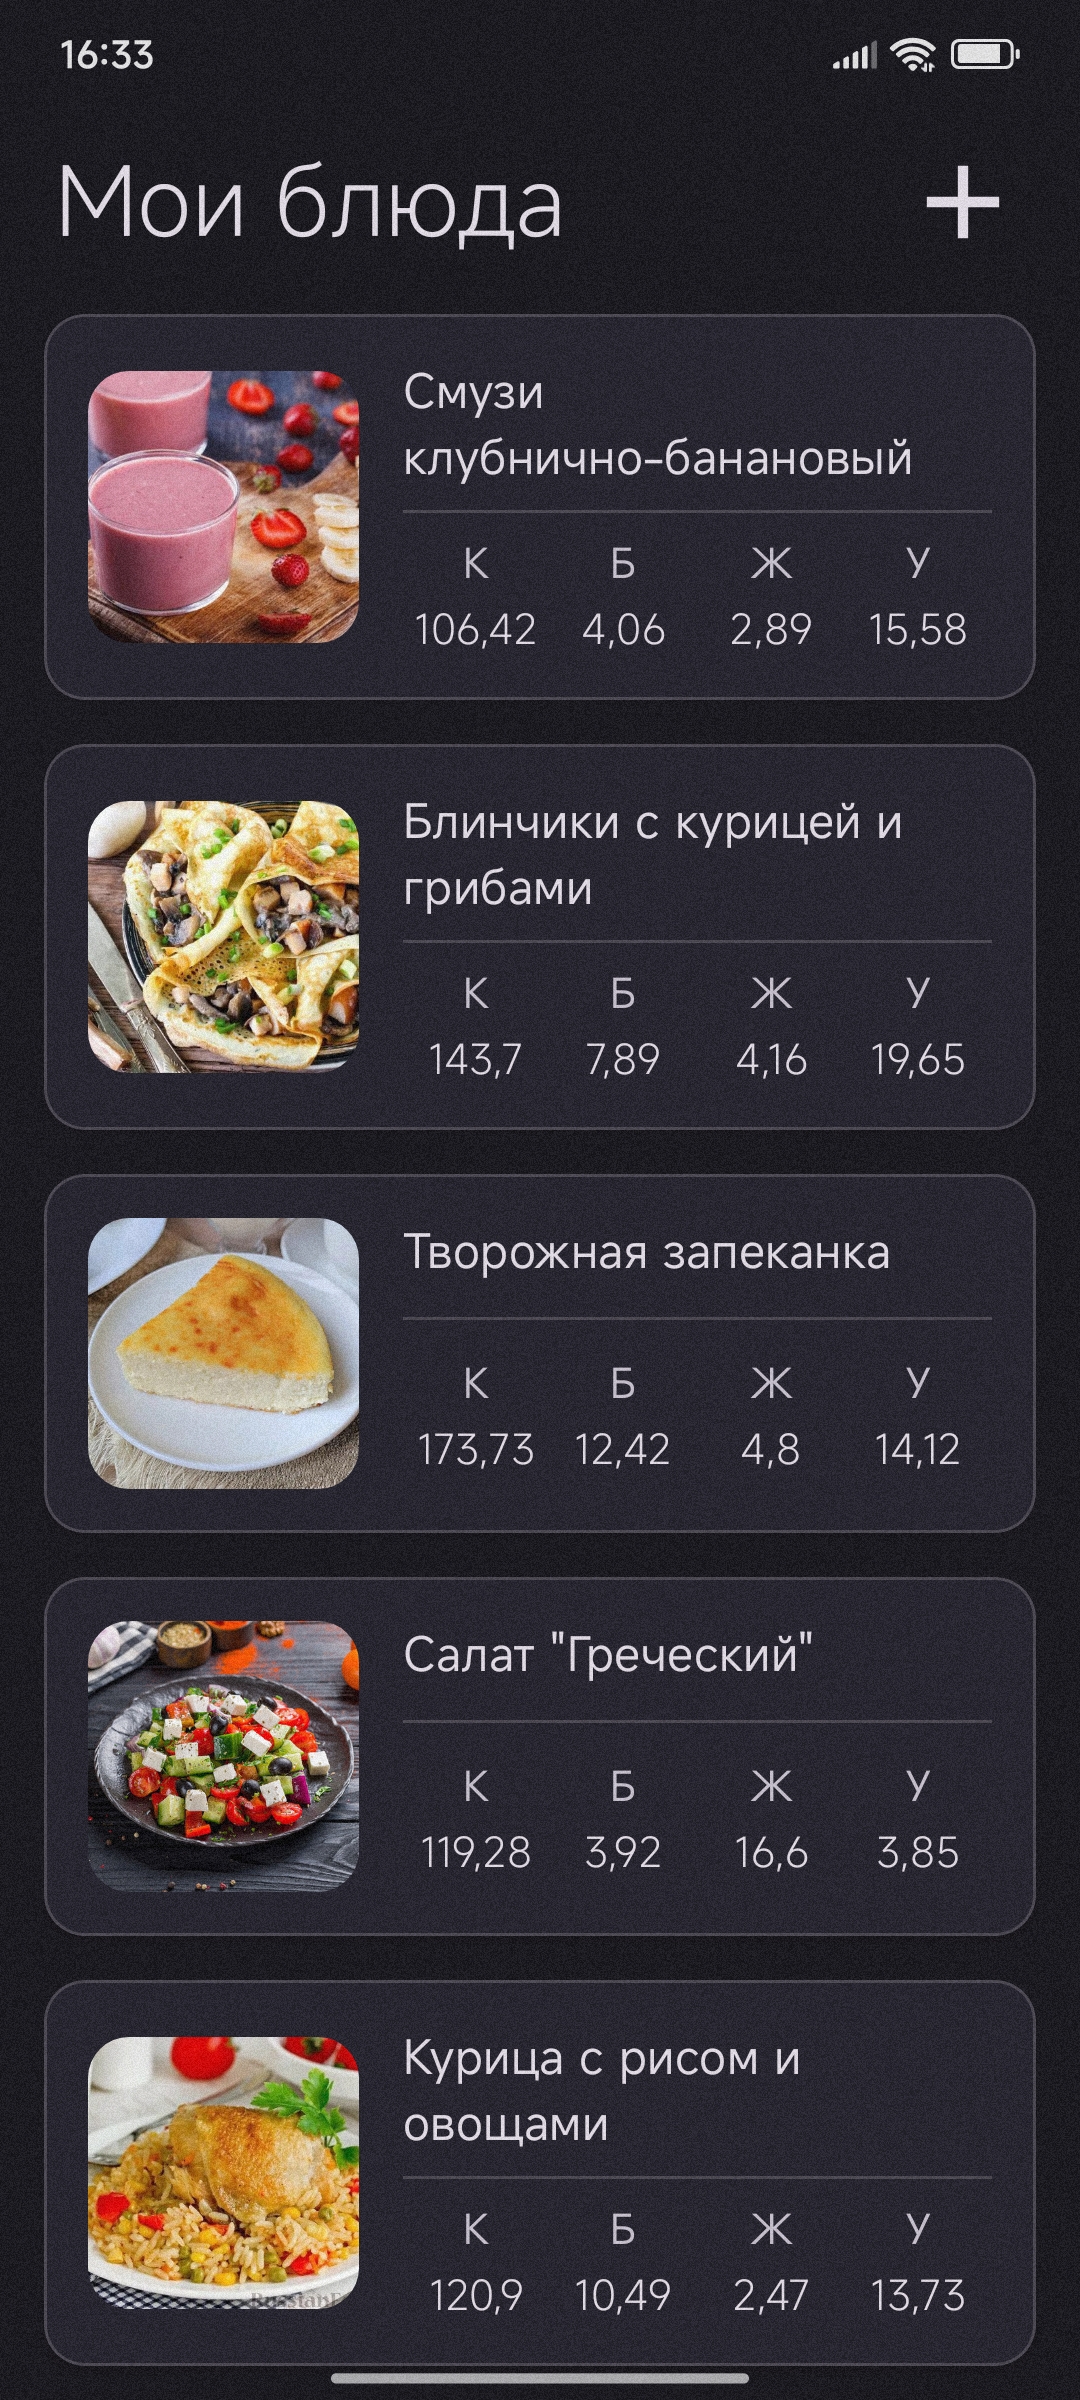 16:33
Мои блюда
Смузи
клубнично-банановый
К Б Ж У
106,42 4,06 2,89 15,58
Блинчики с курицей и
грибами
К Б Ж У
143,7 7,89 4,16 19,65
Творожная запеканка
К Б Ж У
173,73 12,42 4,8 14,12
Салат "Греческий"
К Б Ж У
119,28 3,92 16,6 3,85
Курица с рисом и
овощами
К Б Ж У
120,9 10,49 2,47 13,73